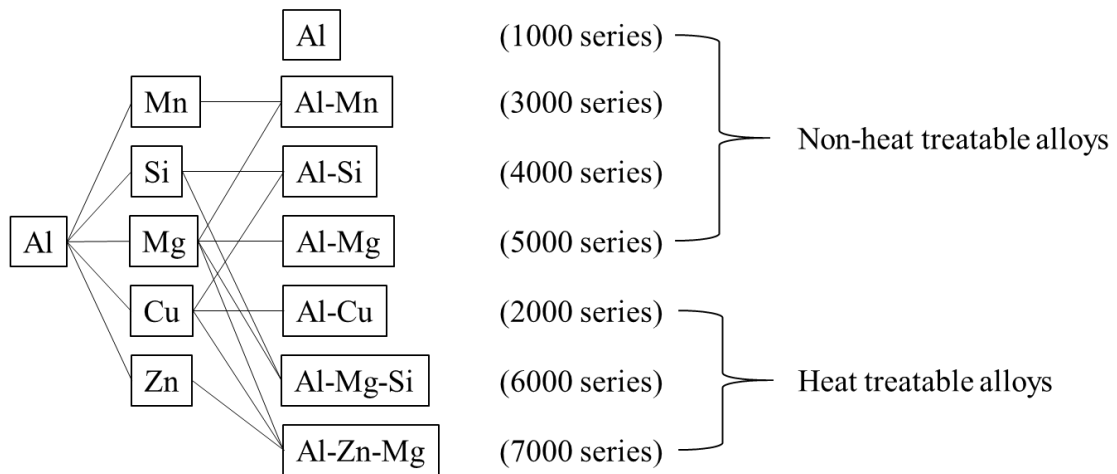 Al (1000 series)
Mn Al-Mn (3000 series)
Non-heat treatable alloys
Si Al-Si (4000 series)
Al Mg Al-Mg (5000 series)
Cu Al-Cu (2000 series)
Zn Al-Mg-Si (6000 series) Heat treatable alloys
Al-Zn-Mg (7000 series)